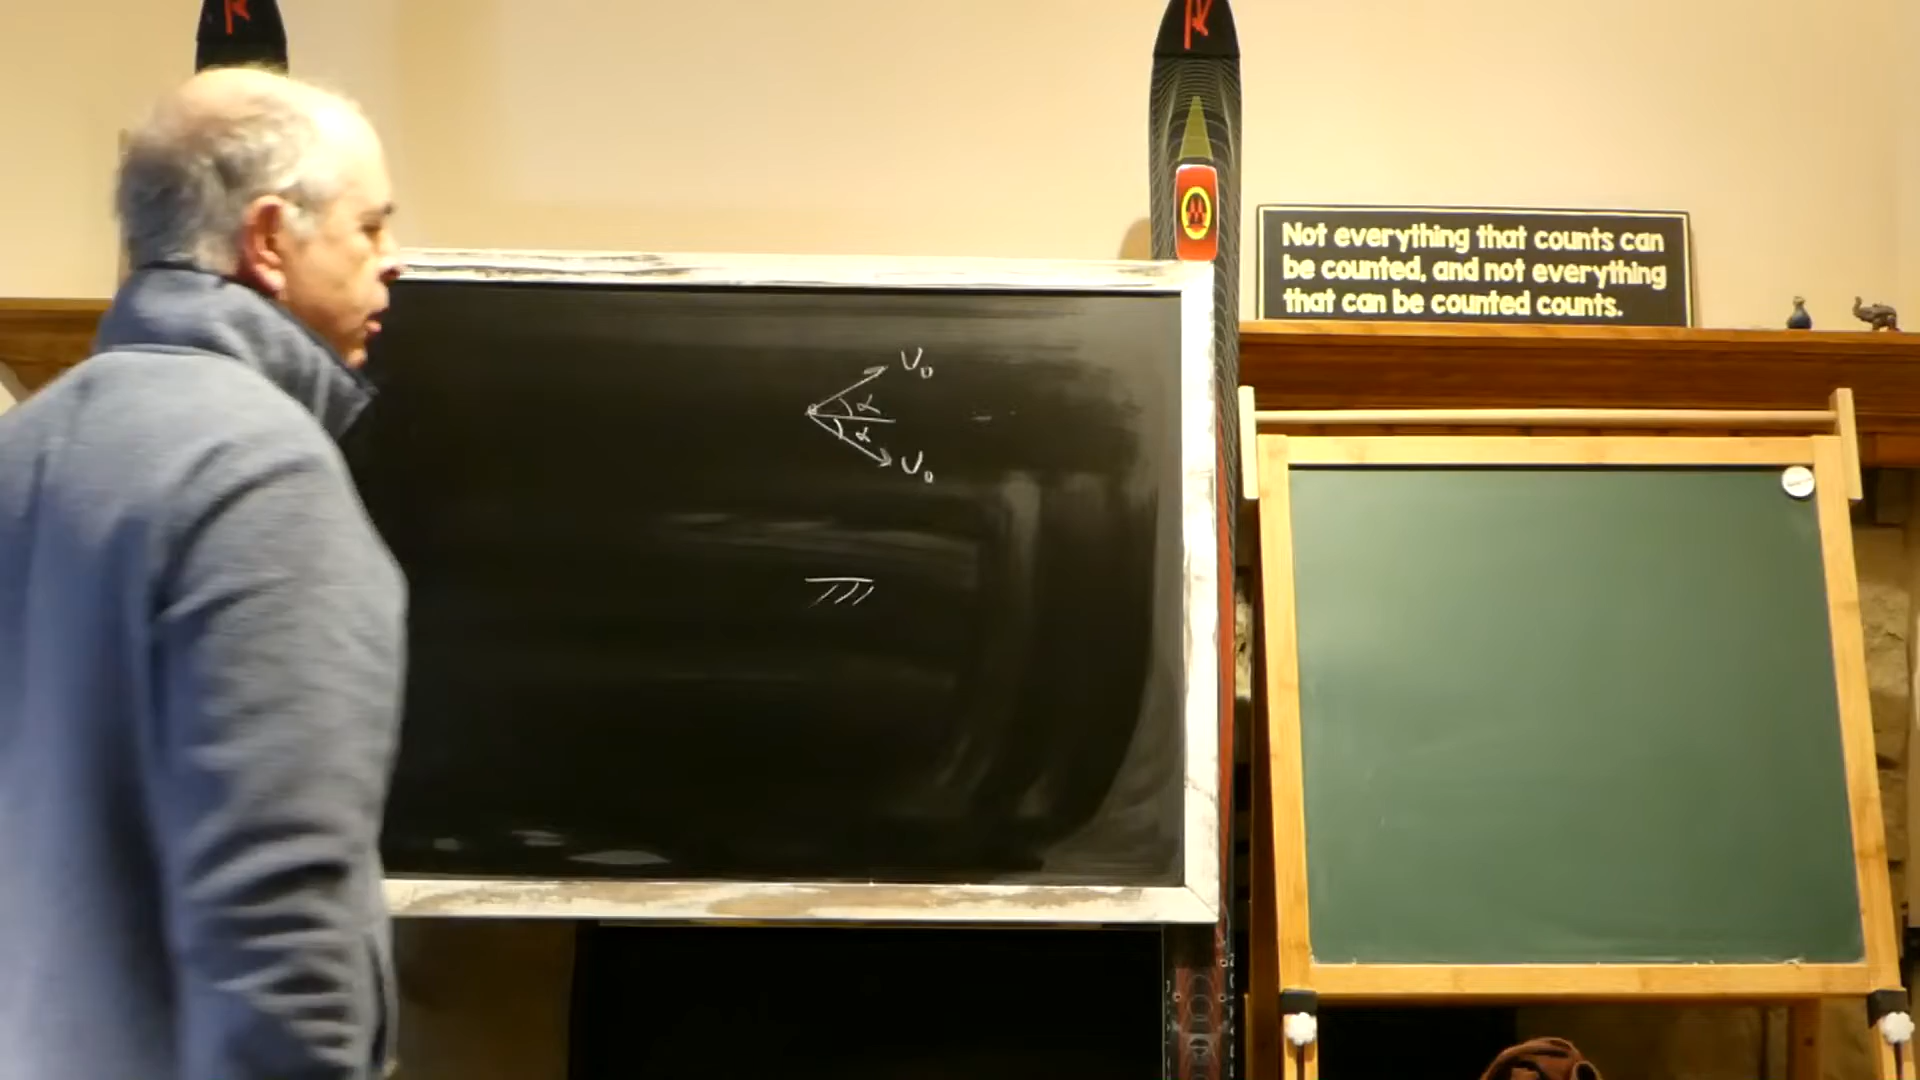 Not everything that counts can
be counted, and not everything
that can be counted counts.
V₀
α
α
V₀